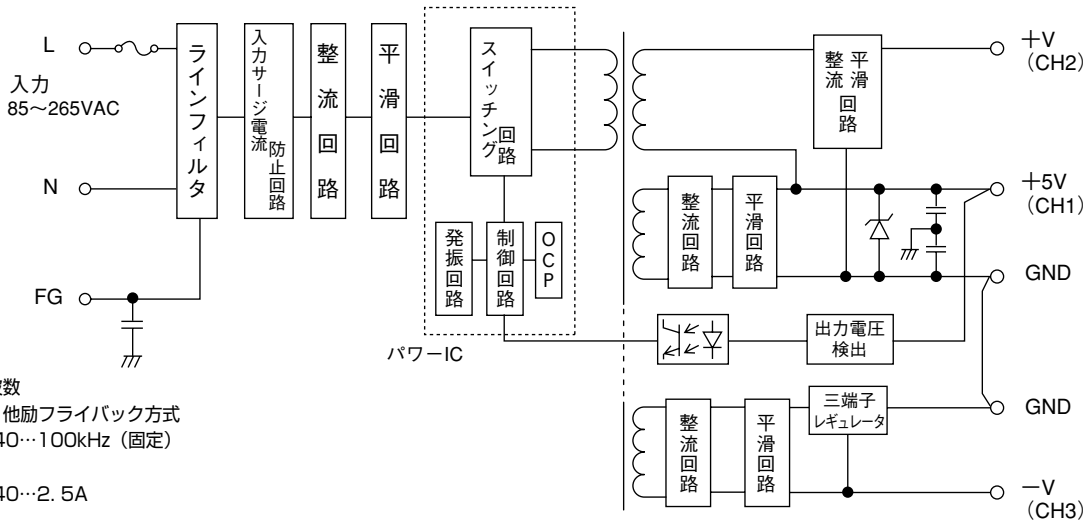 L
入力
85～265VAC
N
FG
ラインフィルタ
入力サージ電流
防止回路
整流回路
平滑回路
スイッチング
回路
発振回路
制御回路
OCP
パワーIC
整流
平滑
回路
整流回路
平滑回路
出力電圧
検出
整流回路
平滑回路
三端子
レギュレータ
＋V
（CH2）
＋5V
（CH1）
GND
GND
－V
（CH3）
数
他励フライバック方式
40…100kHz（固定）
40…2. 5A